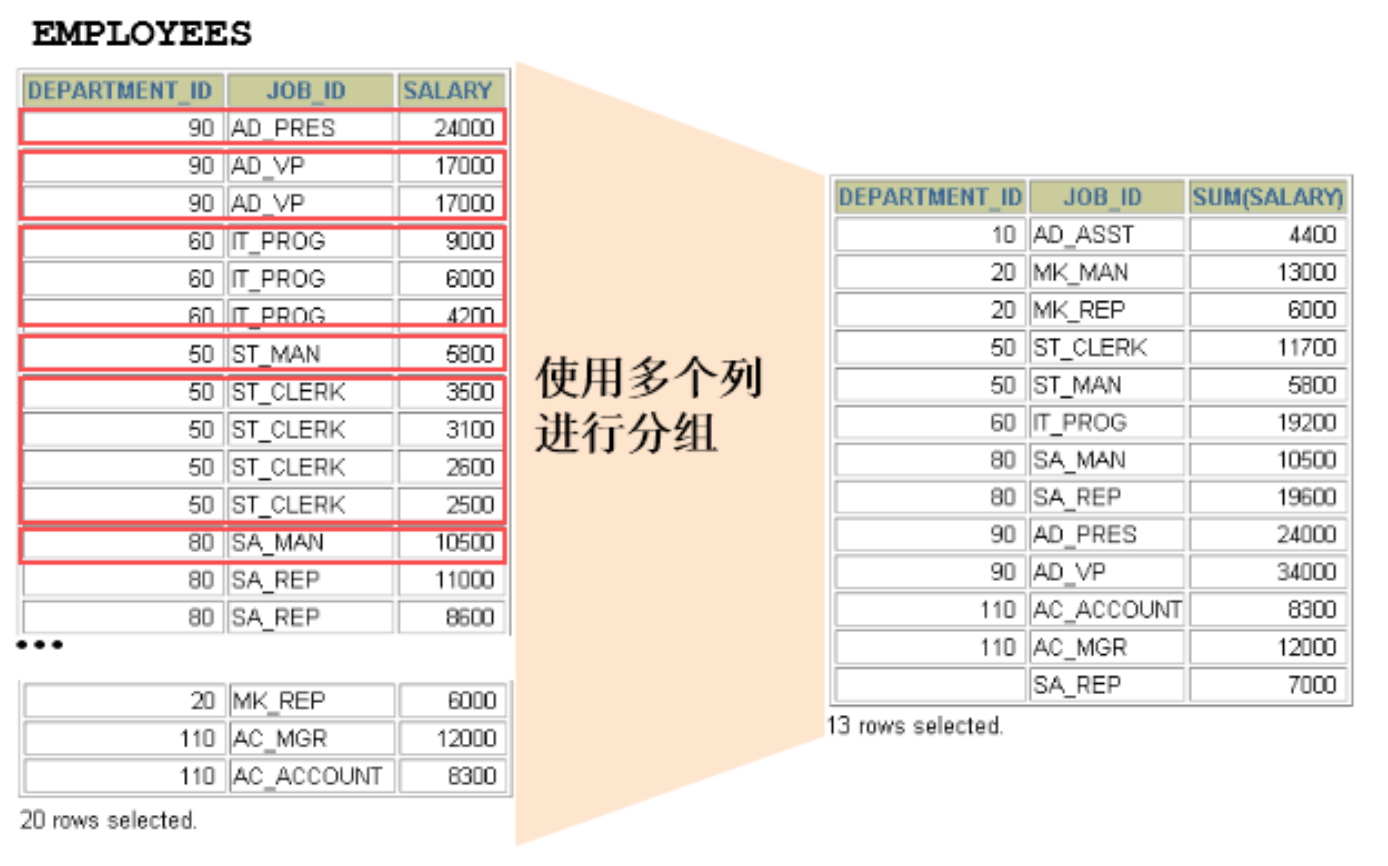 EMPLOYEES
DEPARTMENT_ID JOB_ID SALARY
90 AD_PRES 24000
90 AD_VP 17000
90 AD_VP 17000
60 IT_PROG 9000
60 IT_PROG 6000
60 IT_PROG 4200
50 ST_MAN 5800
50 ST_CLERK 3500
50 ST_CLERK 3100
50 ST_CLERK 2600
50 ST_CLERK 2500
80 SA_MAN 10500
80 SA_REP 11000
80 SA_REP 8600
•••
20 MK_REP 6000
110 AC_MGR 12000
110 AC_ACCOUNT 8300
20 rows selected.
使用多个列
进行分组
DEPARTMENT_ID JOB_ID SUM(SALARY)
10 AD_ASST 4400
20 MK_MAN 13000
20 MK_REP 6000
50 ST_CLERK 11700
50 ST_MAN 5800
60 IT_PROG 19200
80 SA_MAN 10500
80 SA_REP 19600
90 AD_PRES 24000
90 AD_VP 34000
110 AC_ACCOUNT 8300
110 AC_MGR 12000
SA_REP 7000
13 rows selected.